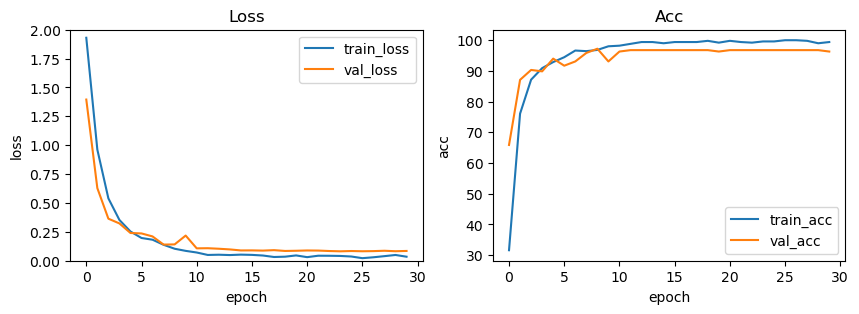 Loss
2.00
1.75
1.50
1.25
1.00
0.75
0.50
0.25
0.00
loss
0 5 10 15 20 25 30
epoch
train_loss
val_loss
Acc
100
90
80
70
60
50
40
30
acc
0 5 10 15 20 25 30
epoch
train_acc
val_acc